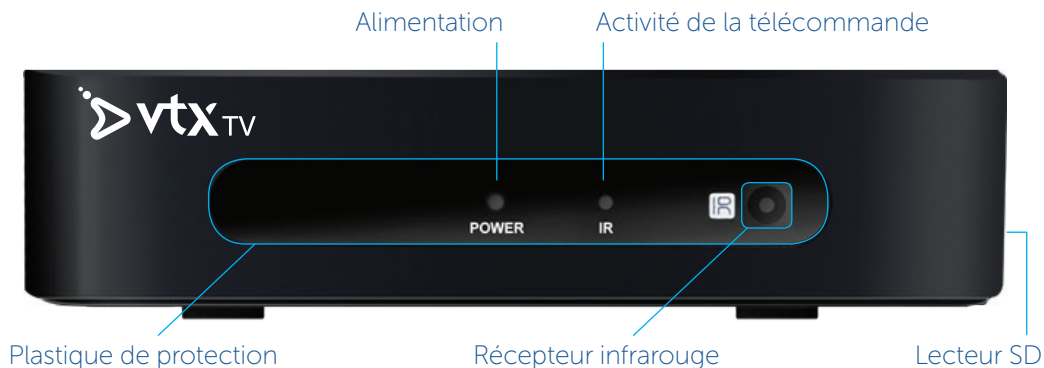 Alimentation
Activité de la télécommande
vtx TV
POWER
IR
IR
Plastique de protection
Récepteur infrarouge
Lecteur SD